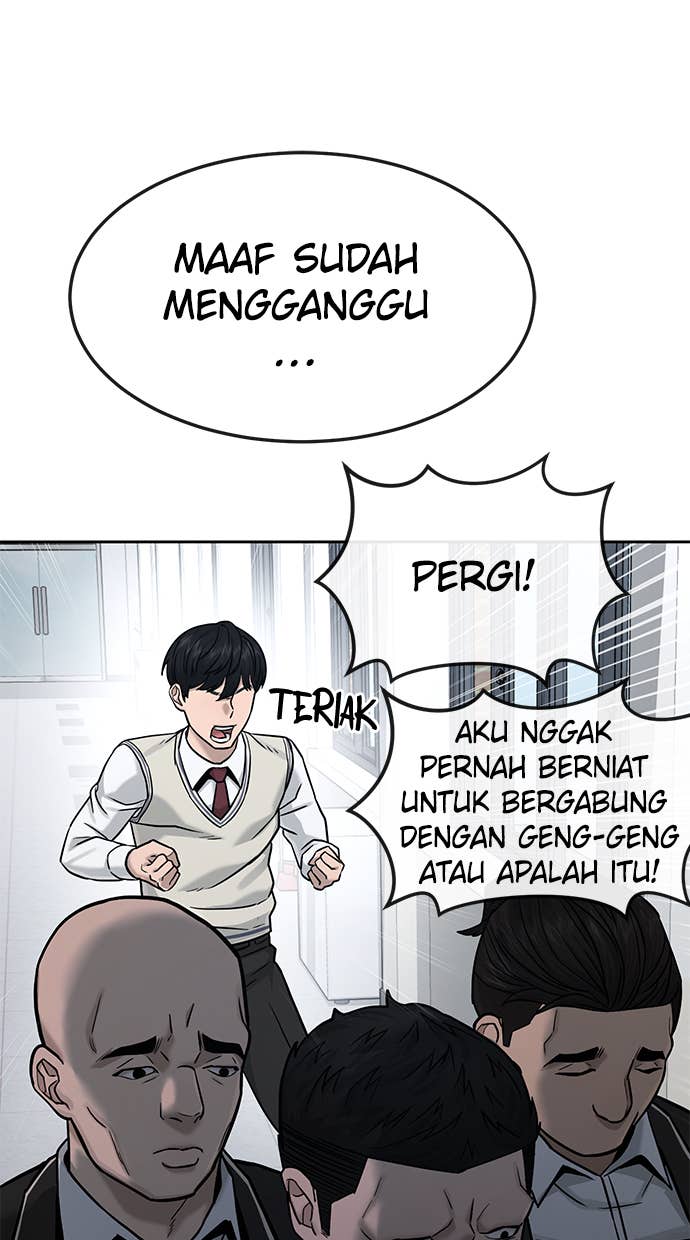 MAAF SUDAH
MENGGANGGU
...
PERGI!
TERIAK
AKU NGGAK
PERNAH BERNIAT
UNTUK BERGABUNG
DENGAN GENG-GENG
ATAU APALAH ITU!